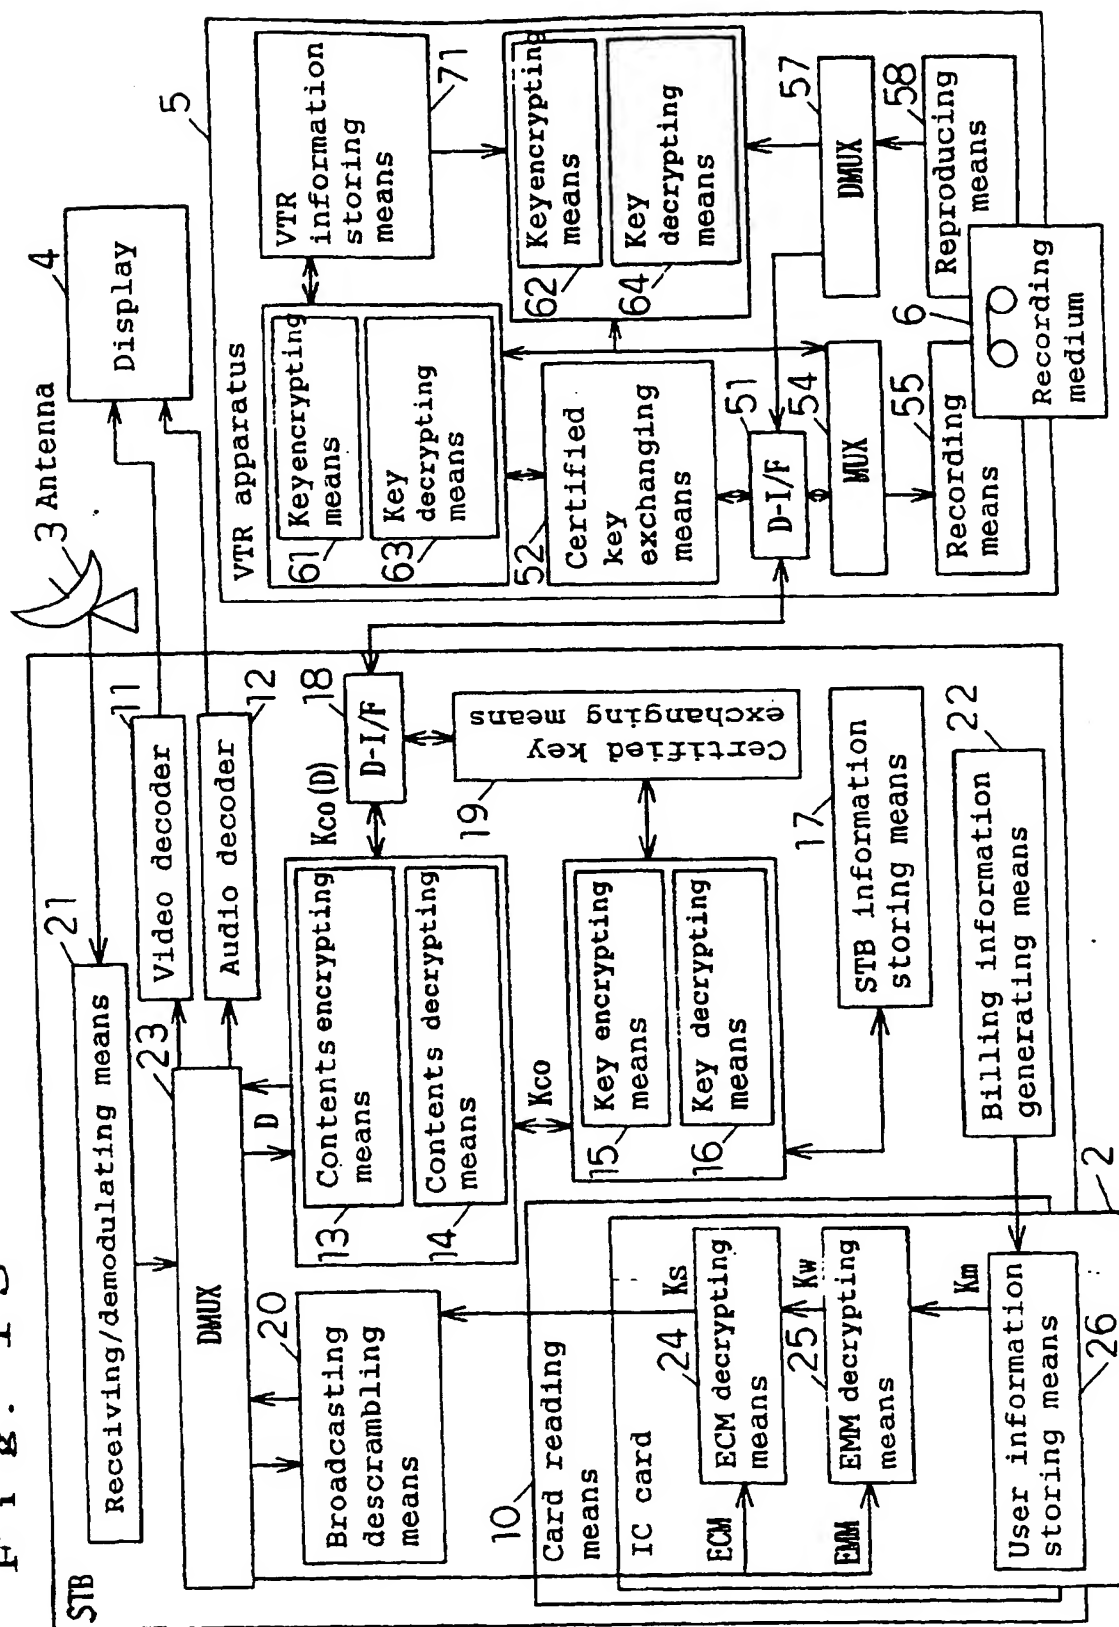 Fig. 1
STB
Receiving/demodulating means
21
DMUX
23
Video decoder
11
Audio decoder
12
3 Antenna
Display
4
Broadcasting
descrambling
means
20
D
Contents encrypting
means
13
Contents decrypting
means
14
Kco (D)
D-I/F
18
Certified key
exchanging means
19
Kco
Key encrypting
means
15
Key decrypting
means
16
STB information
storing means
17
Billing information
generating means
22
10
Card reading
means
IC card
2
ECM
EMM
Ks
ECM decrypting
means
24
Kw
EMM decrypting
means
25
Km
User information
storing means
26
VTR apparatus
5
Keyencrypting
means
61
Key
decrypting
means
63
VTR
information
storing
means
71
Certified
key
exchanging
means
52
Keyencrypting
means
62
Key
decrypting
means
64
D-I/F
51
MUX
54
DMUX
57
Recording
means
55
Reproducing
means
58
6
Recording
medium